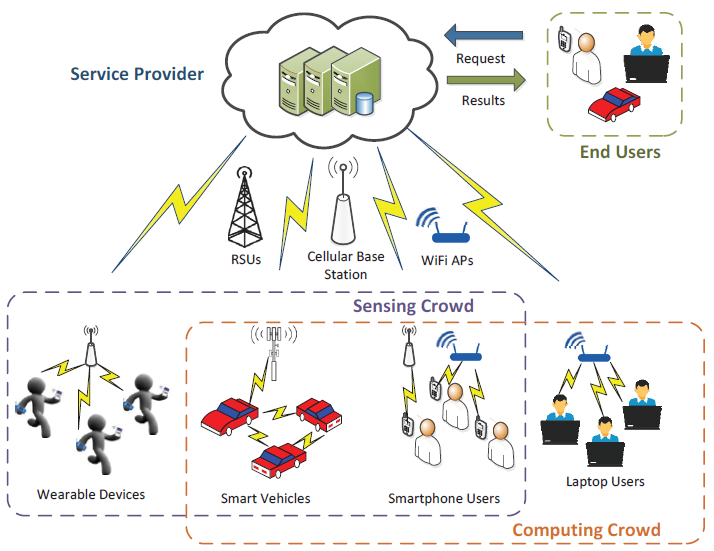 Service Provider
Request
Results
End Users
RSUs
Cellular Base
Station
WiFi APs
Sensing Crowd
Wearable Devices
Smart Vehicles
Smartphone Users
Laptop Users
Computing Crowd